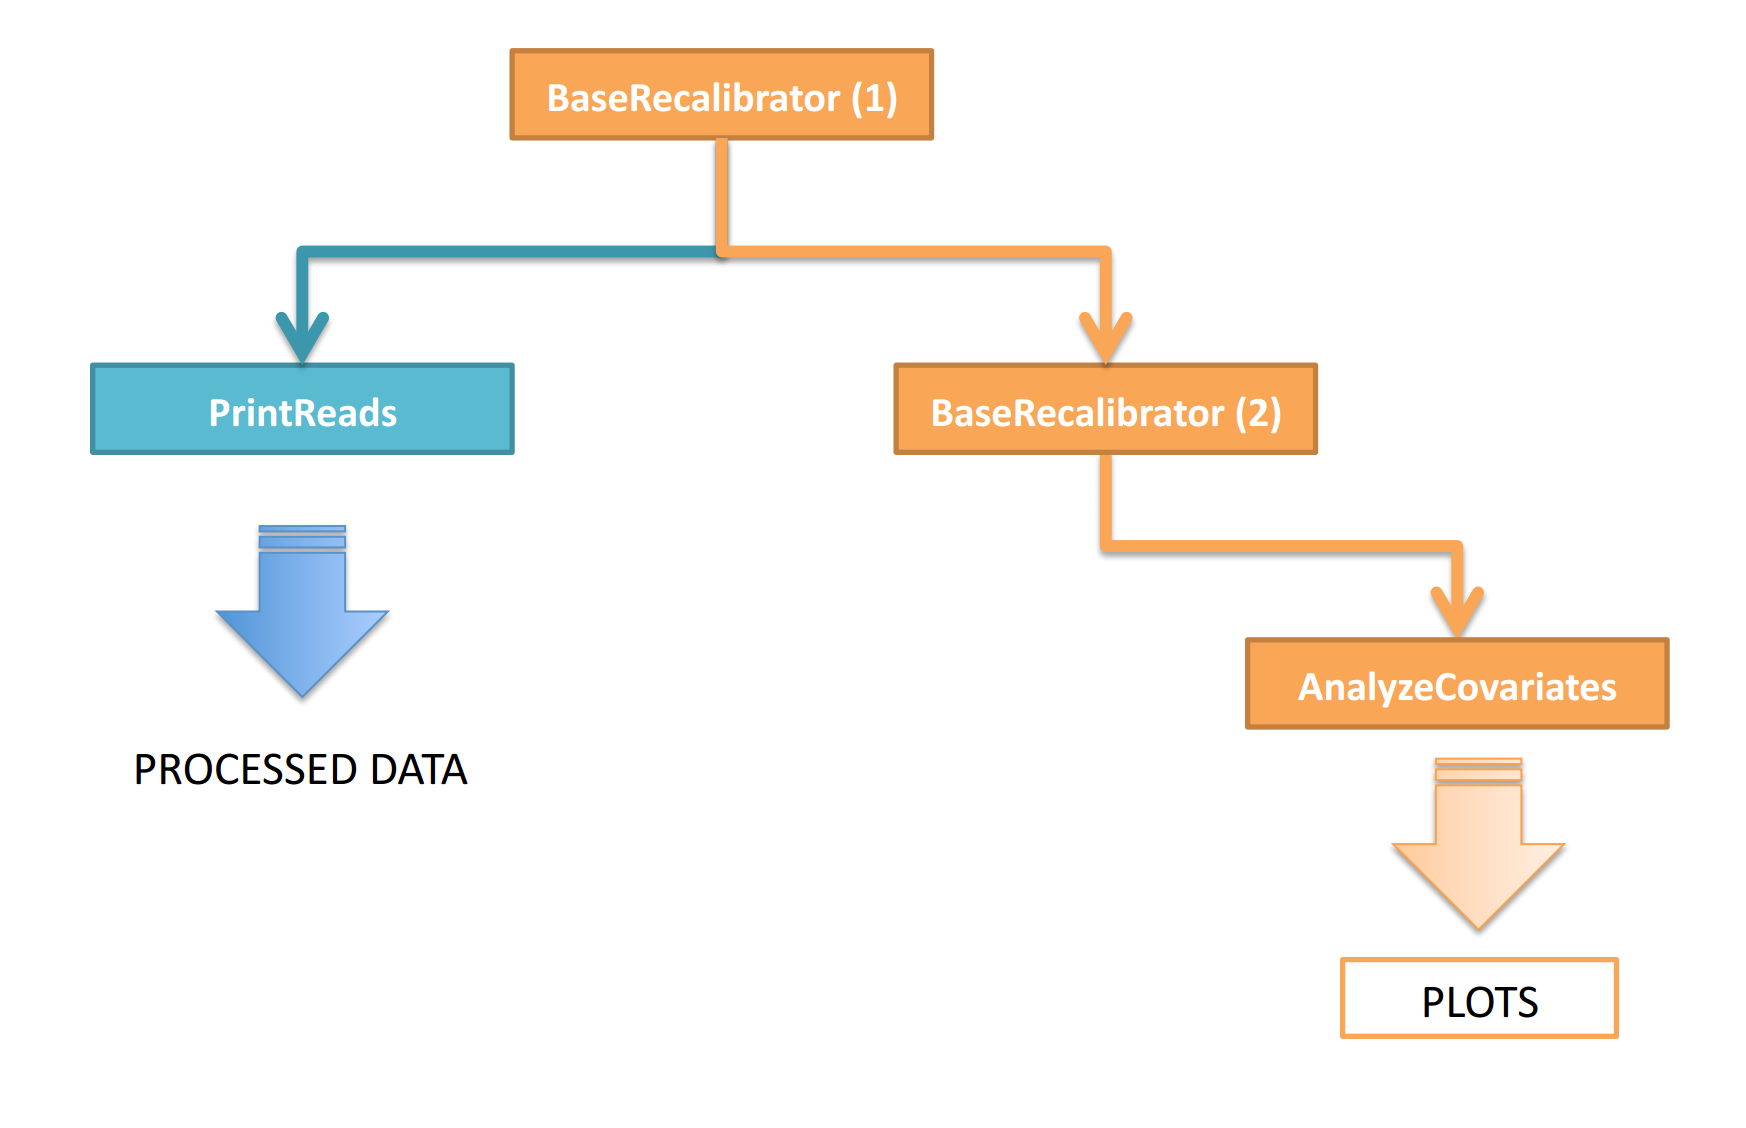 BaseRecalibrator (1)
PrintReads
BaseRecalibrator (2)
AnalyzeCovariates
PROCESSED DATA
PLOTS